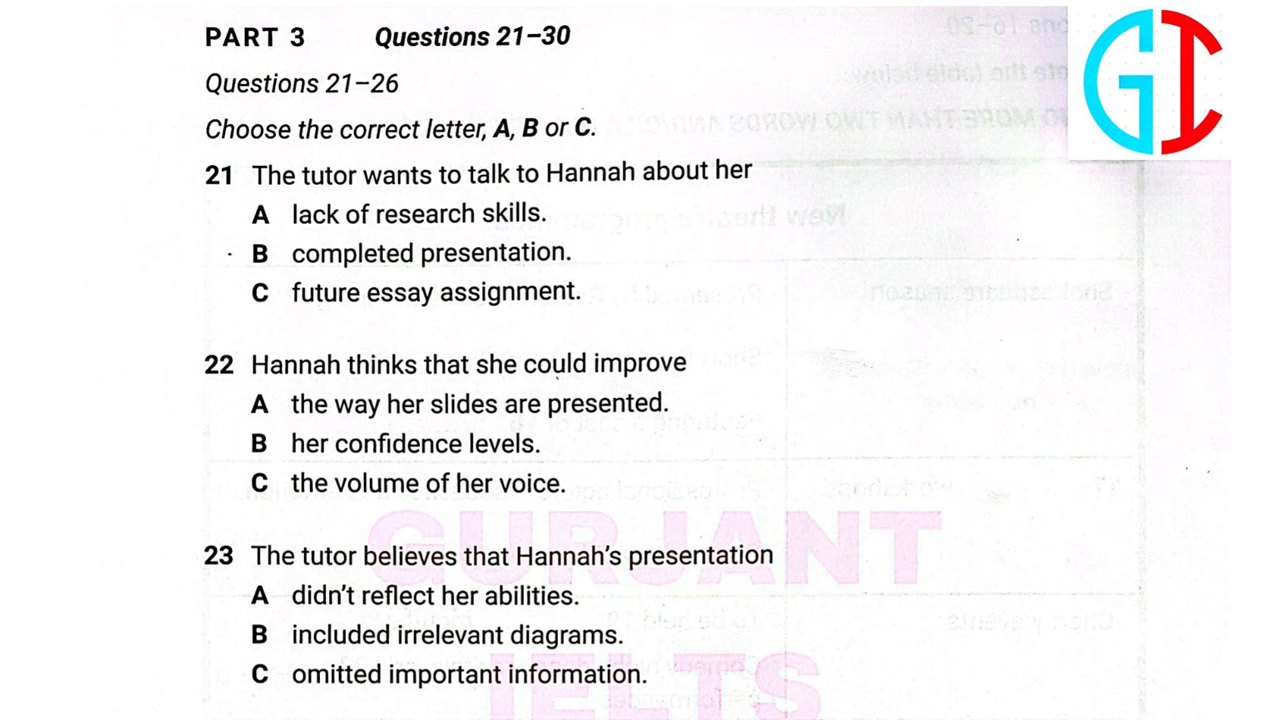 PART 3 Questions 21–30
Questions 21–26
Choose the correct letter, A, B or C.
21 The tutor wants to talk to Hannah about her
A lack of research skills.
B completed presentation.
C future essay assignment.
22 Hannah thinks that she could improve
A the way her slides are presented.
B her confidence levels.
C the volume of her voice.
23 The tutor believes that Hannah's presentation
A didn't reflect her abilities.
B included irrelevant diagrams.
C omitted important information.
GURJANT
IELTS
GI